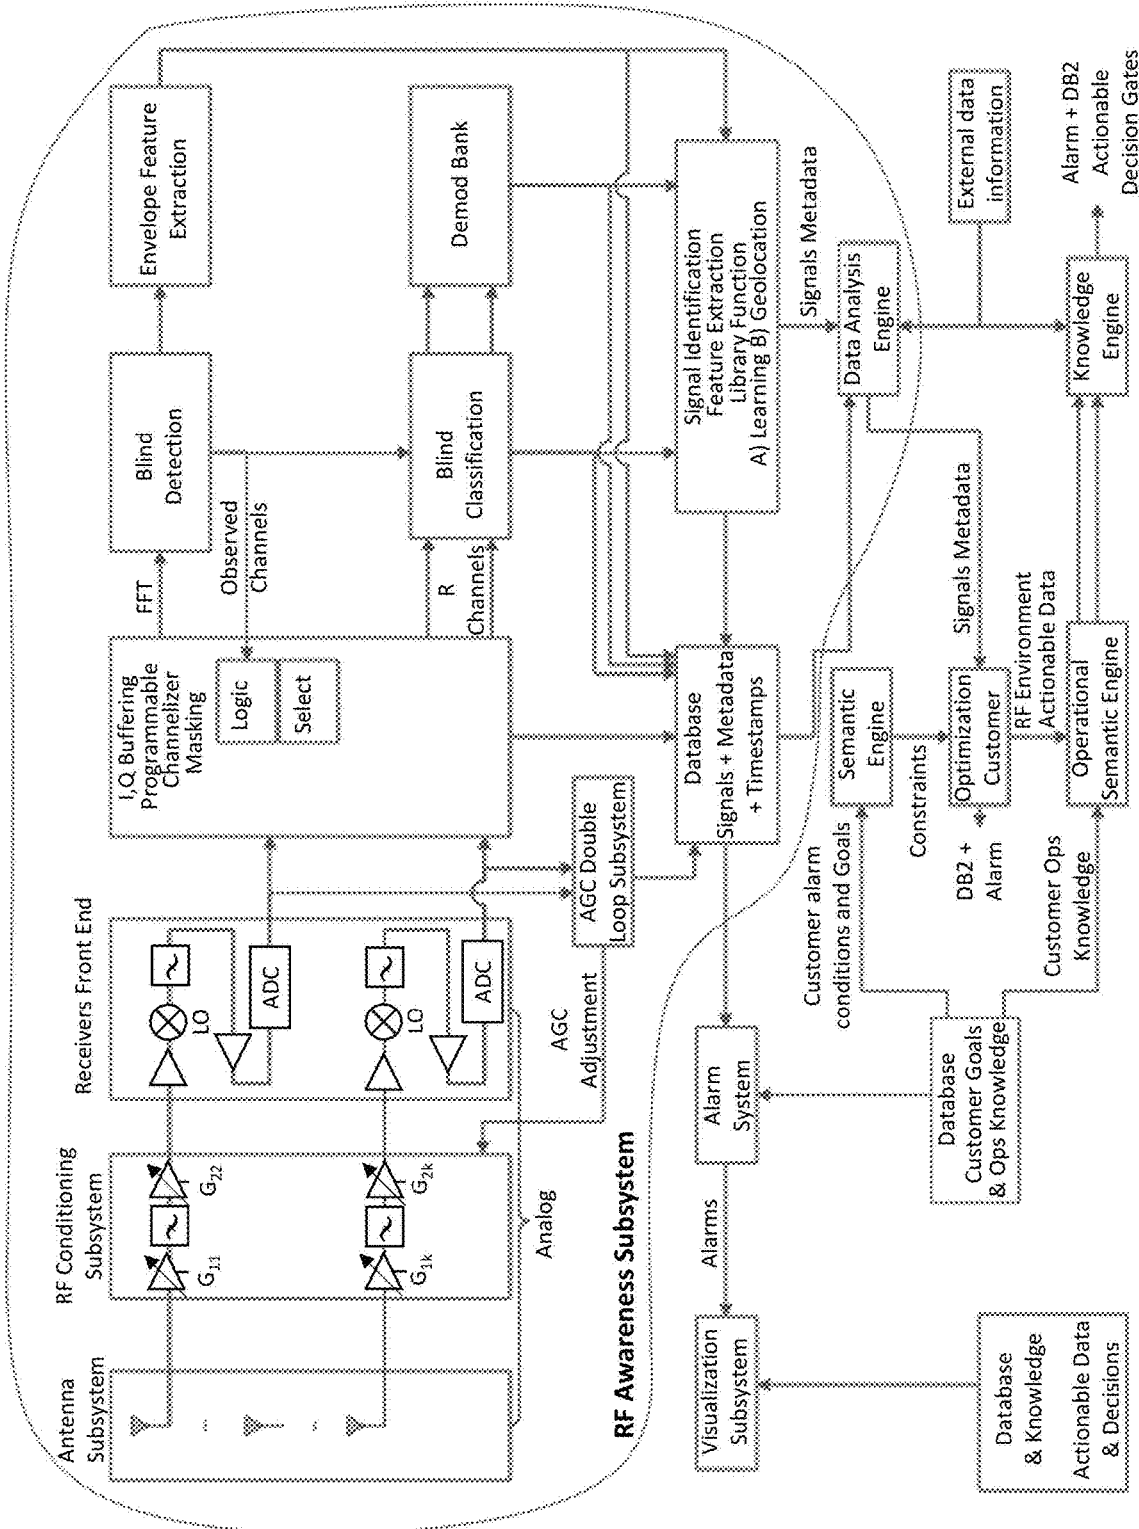 Antenna
Subsystem
RF Conditioning
Subsystem
Receivers Front End
G11
G22
G1k
G2k
LO
ADC
LO
ADC
Analog
I,Q Buffering
Programmable
Channelizer
Masking
Logic
Select
FFT
Observed
Channels
R
Channels
Blind
Detection
Envelope Feature
Extraction
Blind
Classification
Demod Bank
AGC
Adjustment
AGC Double
Loop Subsystem
RF Awareness Subsystem
Database
Signals + Metadata
+ Timestamps
Signal Identification
Feature Extraction
Library Function
A) Learning B) Geolocation
Signals Metadata
Visualization
Subsystem
Alarms
Alarm
System
Customer alarm
conditions and Goals
Semantic
Engine
Data Analysis
Engine
External data
information
Constraints
Signals Metadata
Database
Customer Goals
& Ops Knowledge
DB2 +
Alarm
Optimization
Customer
RF Environment
Actionable Data
Database
& Knowledge
Actionable Data
& Decisions
Customer Ops
Knowledge
Operational
Semantic Engine
Knowledge
Engine
Alarm + DB2
Actionable
Decision Gates